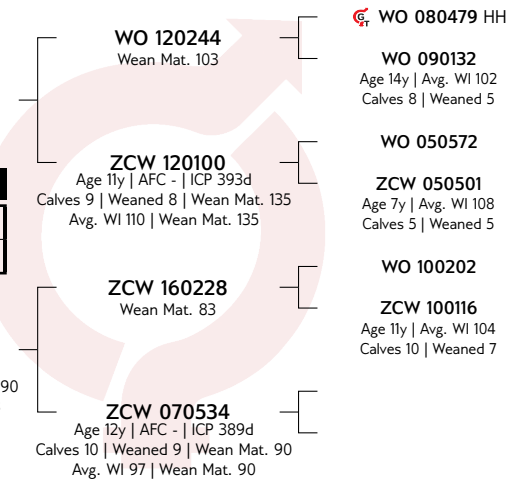 WO 120244
Wean Mat. 103
ZCW 120100
Age 11y | AFC - | ICP 393d
Calves 9 | Weaned 8 | Wean Mat. 135
Avg. WI 110 | Wean Mat. 135
ZCW 160228
Wean Mat. 83
90
ZCW 070534
Age 12y | AFC - | ICP 389d
Calves 10 | Weaned 9 | Wean Mat. 90
Avg. WI 97 | Wean Mat. 90
GT WO 080479 HH
WO 090132
Age 14y | Avg. WI 102
Calves 8 | Weaned 5
WO 050572
ZCW 050501
Age 7y | Avg. WI 108
Calves 5 | Weaned 5
WO 100202
ZCW 100116
Age 11y | Avg. WI 104
Calves 10 | Weaned 7